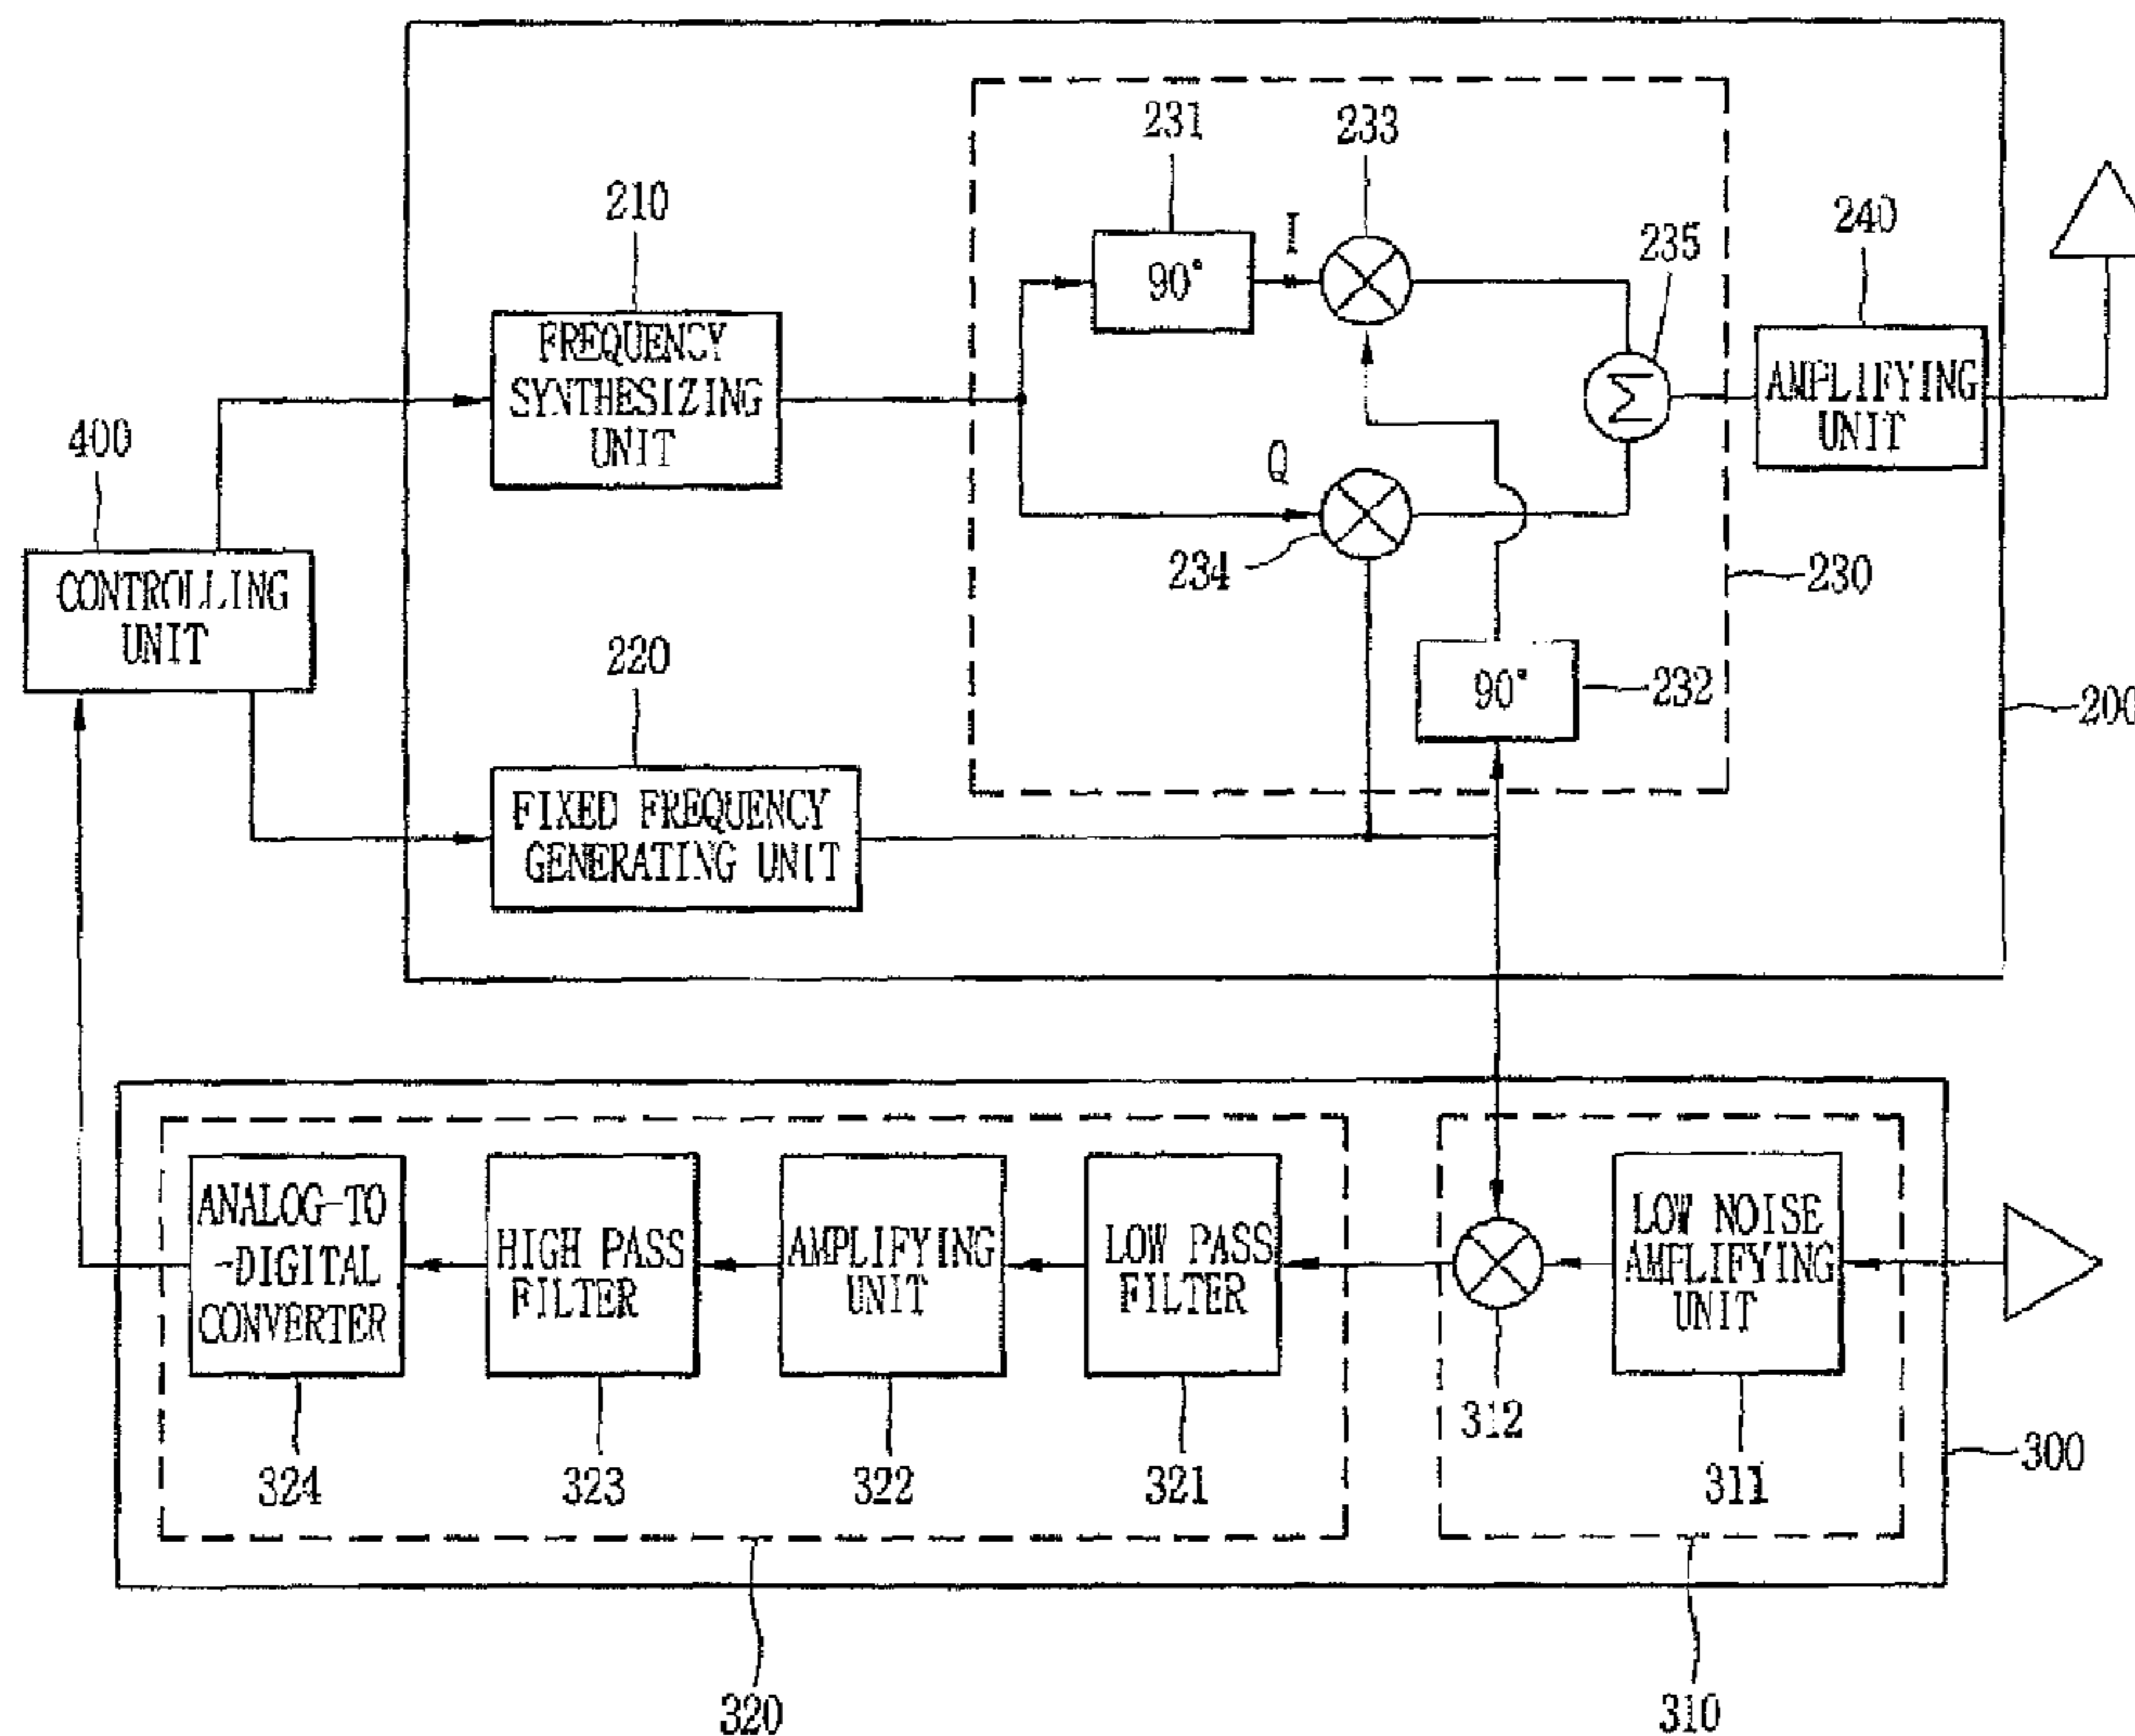 231
233
210
240
235
90°
I
FREQUENCY
SYNTHESIZING
UNIT
Σ
AMPLIFYING
UNIT
400
Q
234
230
CONTROLLING
UNIT
220
90°
232
200
FIXED FREQUENCY
GENERATING UNIT
ANALOG-TO
-DIGITAL
CONVERTER
HIGH PASS
FILTER
AMPLIFYING
UNIT
LOW PASS
FILTER
LOW NOISE
AMPLIFYING
UNIT
312
300
324
323
322
321
311
320
310